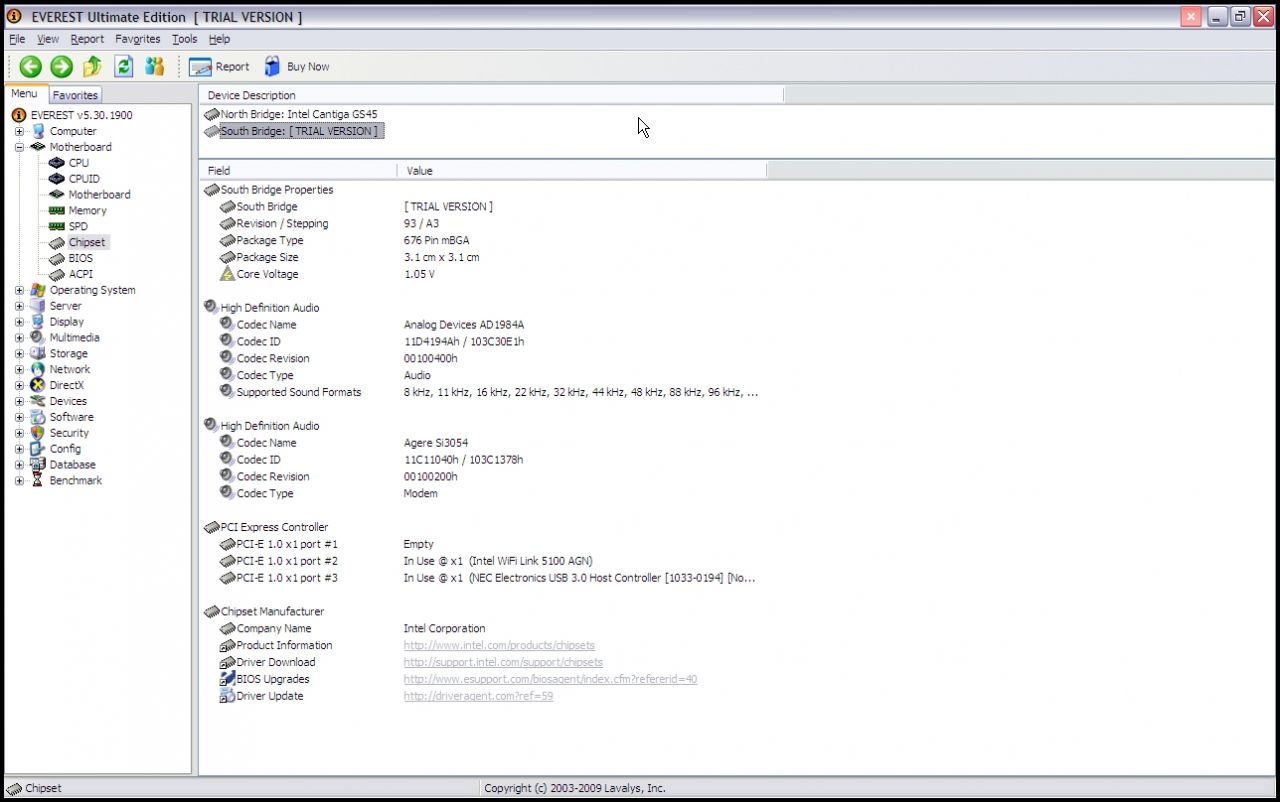 EVEREST Ultimate Edition [ TRIAL VERSION ]
File View Report Favorites Tools Help
Report Buy Now
Menu Favorites
EVEREST v5.30.1900
Computer
Motherboard
CPU
CPUID
Motherboard
Memory
SPD
Chipset
BIOS
ACPI
Operating System
Server
Display
Multimedia
Storage
Network
DirectX
Devices
Software
Security
Config
Database
Benchmark
Device Description
North Bridge: Intel Cantiga GS45
South Bridge: [ TRIAL VERSION ]
Field Value
South Bridge Properties
South Bridge [ TRIAL VERSION ]
Revision / Stepping 93 / A3
Package Type 676 Pin mBGA
Package Size 3.1 cm x 3.1 cm
Core Voltage 1.05 V
High Definition Audio
Codec Name Analog Devices AD1984A
Codec ID 11D4194Ah / 103C30E1h
Codec Revision 00100400h
Codec Type Audio
Supported Sound Formats 8 kHz, 11 kHz, 16 kHz, 22 kHz, 32 kHz, 44 kHz, 48 kHz, 88 kHz, 96 kHz, ...
High Definition Audio
Codec Name Agere Si3054
Codec ID 11C11040h / 103C1378h
Codec Revision 00100200h
Codec Type Modem
PCI Express Controller
PCI-E 1.0 x1 port #1 Empty
PCI-E 1.0 x1 port #2 In Use @ x1 (Intel WiFi Link 5100 AGN)
PCI-E 1.0 x1 port #3 In Use @ x1 (NEC Electronics USB 3.0 Host Controller [1033-0194] [No...
Chipset Manufacturer
Company Name Intel Corporation
Product Information http://www.intel.com/products/chipsets
Driver Download http://support.intel.com/support/chipsets
BIOS Upgrades http://www.esupport.com/biosagent/index.cfm?refererid=40
Driver Update http://driveragent.com?ref=59
Chipset Copyright (c) 2003-2009 Lavalys, Inc.